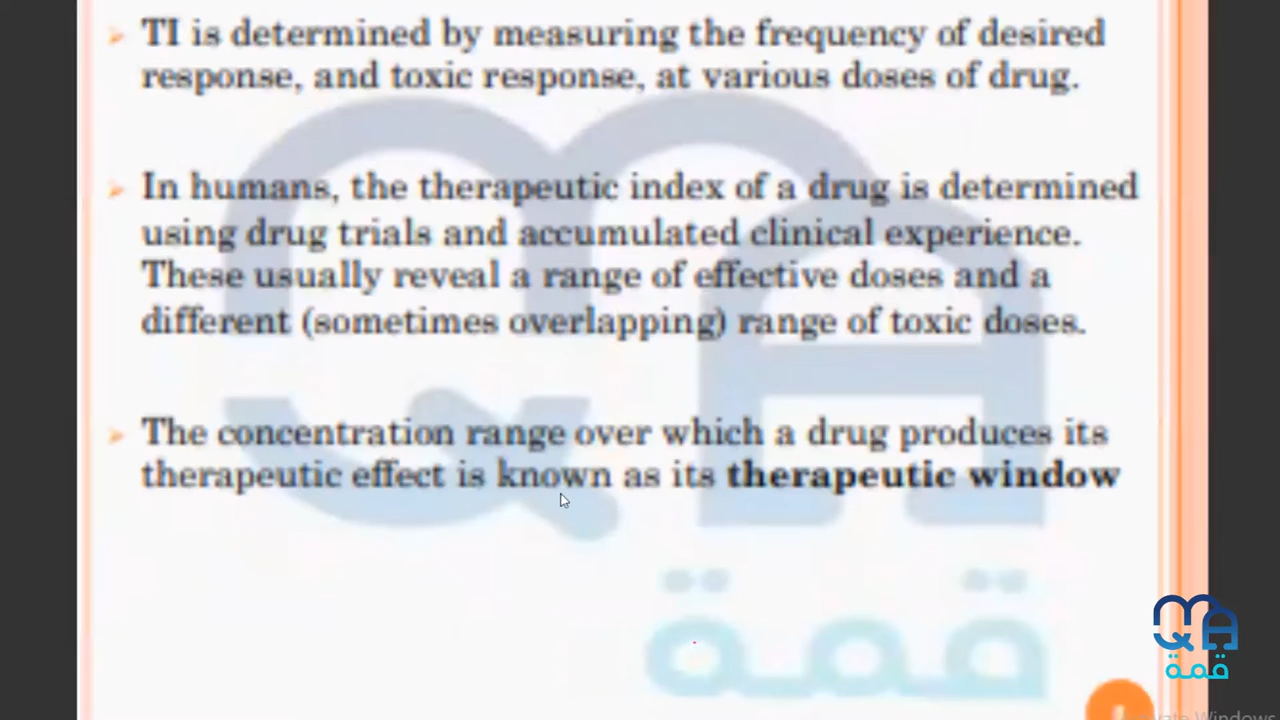 TI is determined by measuring the frequency of desired
response, and toxic response, at various doses of drug.
In humans, the therapeutic index of a drug is determined
using drug trials and accumulated clinical experience.
These usually reveal a range of effective doses and a
different (sometimes overlapping) range of toxic doses.
The concentration range over which a drug produces its
therapeutic effect is known as its therapeutic window
قمة
قمة
Windows